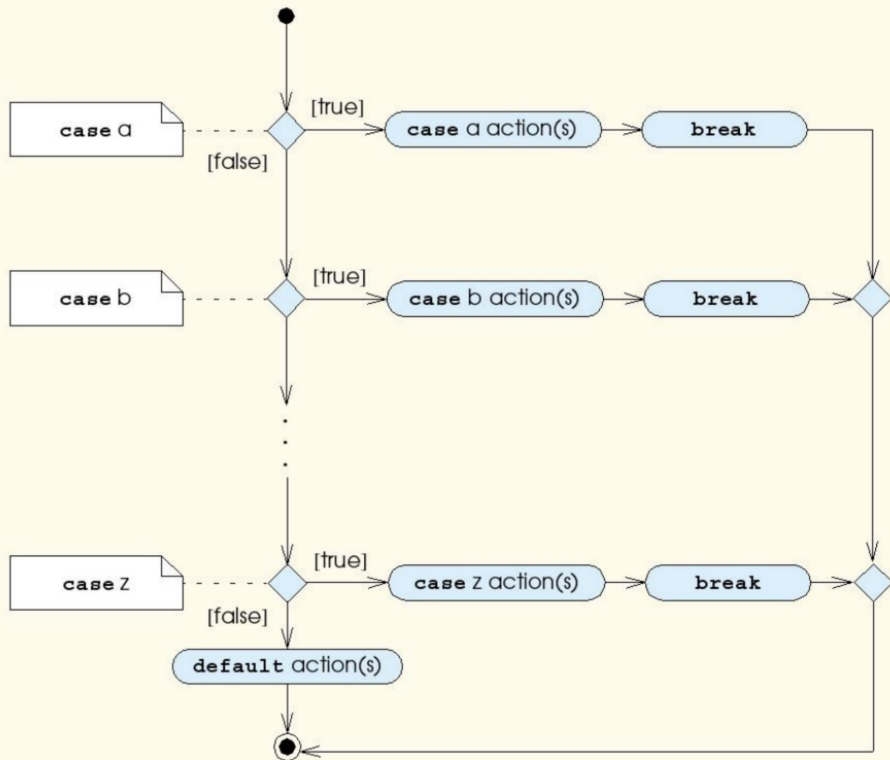 [true]
case a
case a action(s)
break
[false]
[true]
case b
case b action(s)
break
.
.
.
[true]
case z
case z action(s)
break
[false]
default action(s)